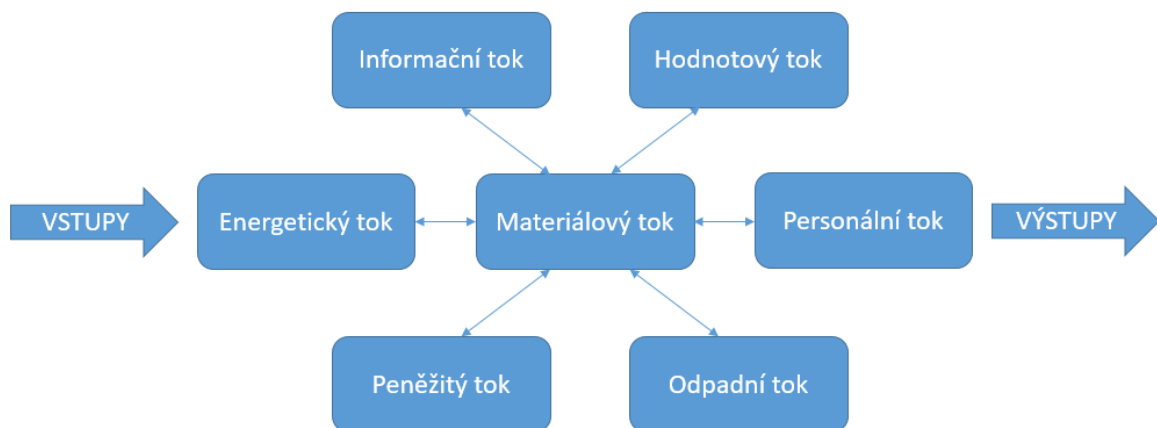 Informační tok
Hodnotový tok
VSTUPY
Energetický tok
Materiálový tok
Personální tok
VÝSTUPY
Peněžitý tok
Odpadní tok